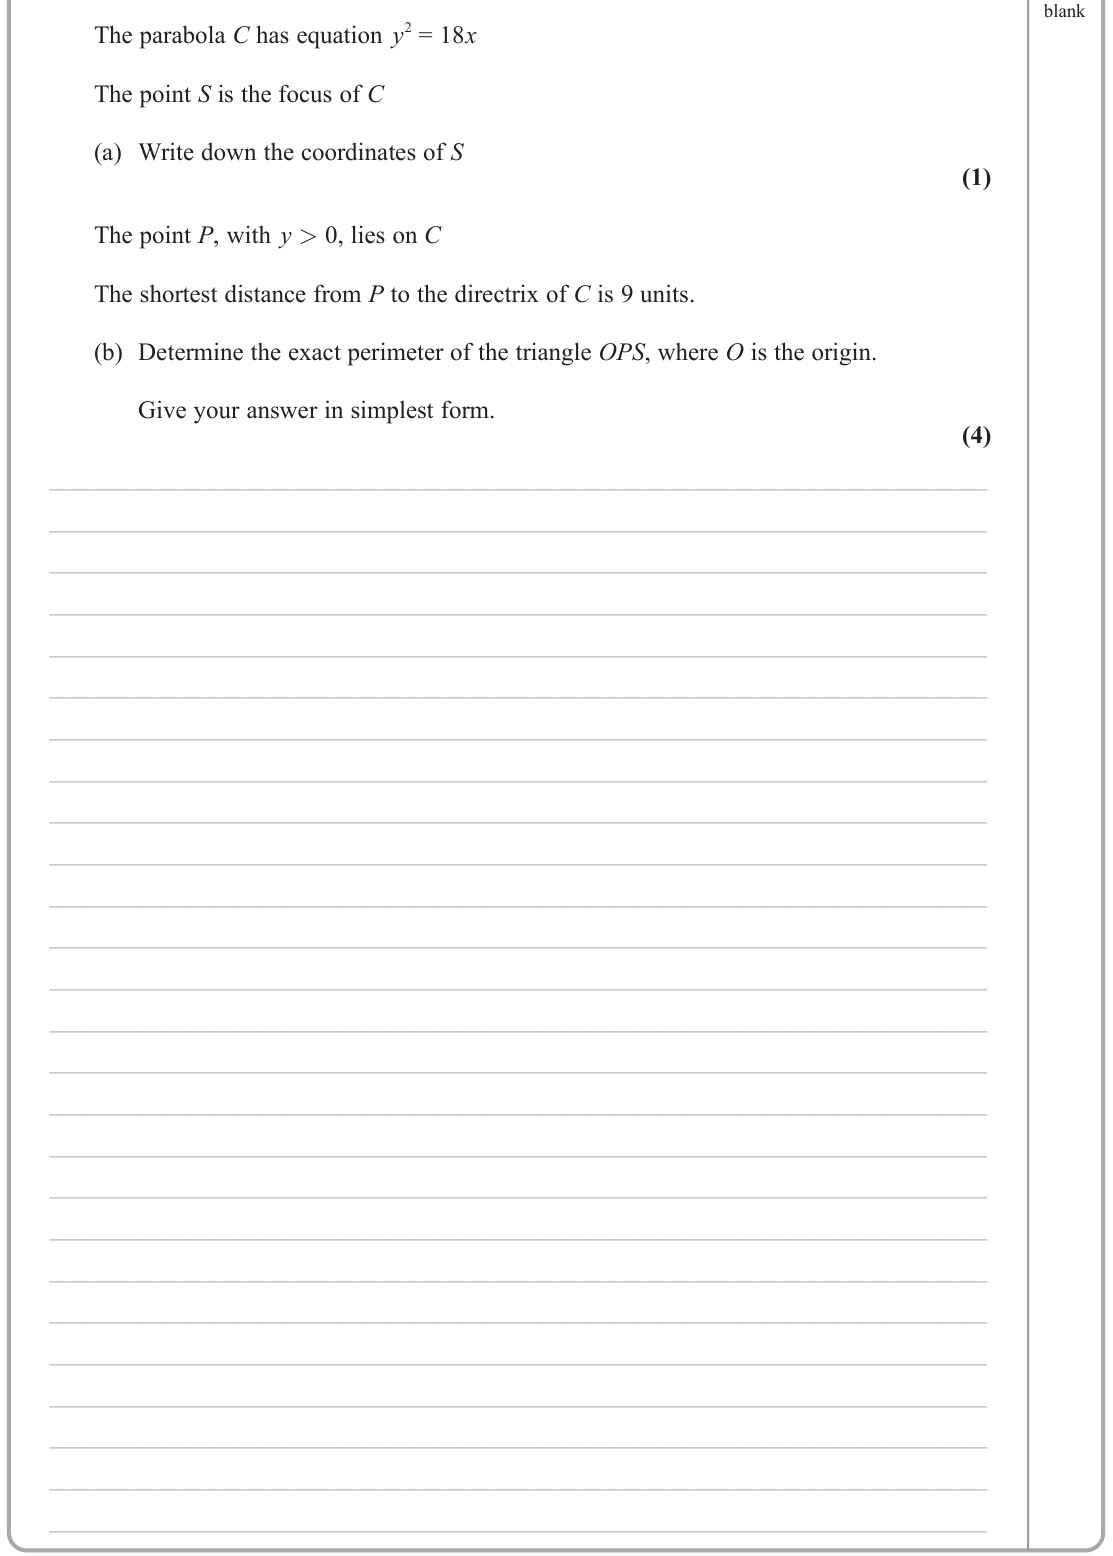 blank
The parabola C has equation y² = 18x
The point S is the focus of C
(a) Write down the coordinates of S
(1)
The point P, with y > 0, lies on C
The shortest distance from P to the directrix of C is 9 units.
(b) Determine the exact perimeter of the triangle OPS, where O is the origin.
Give your answer in simplest form.
(4)